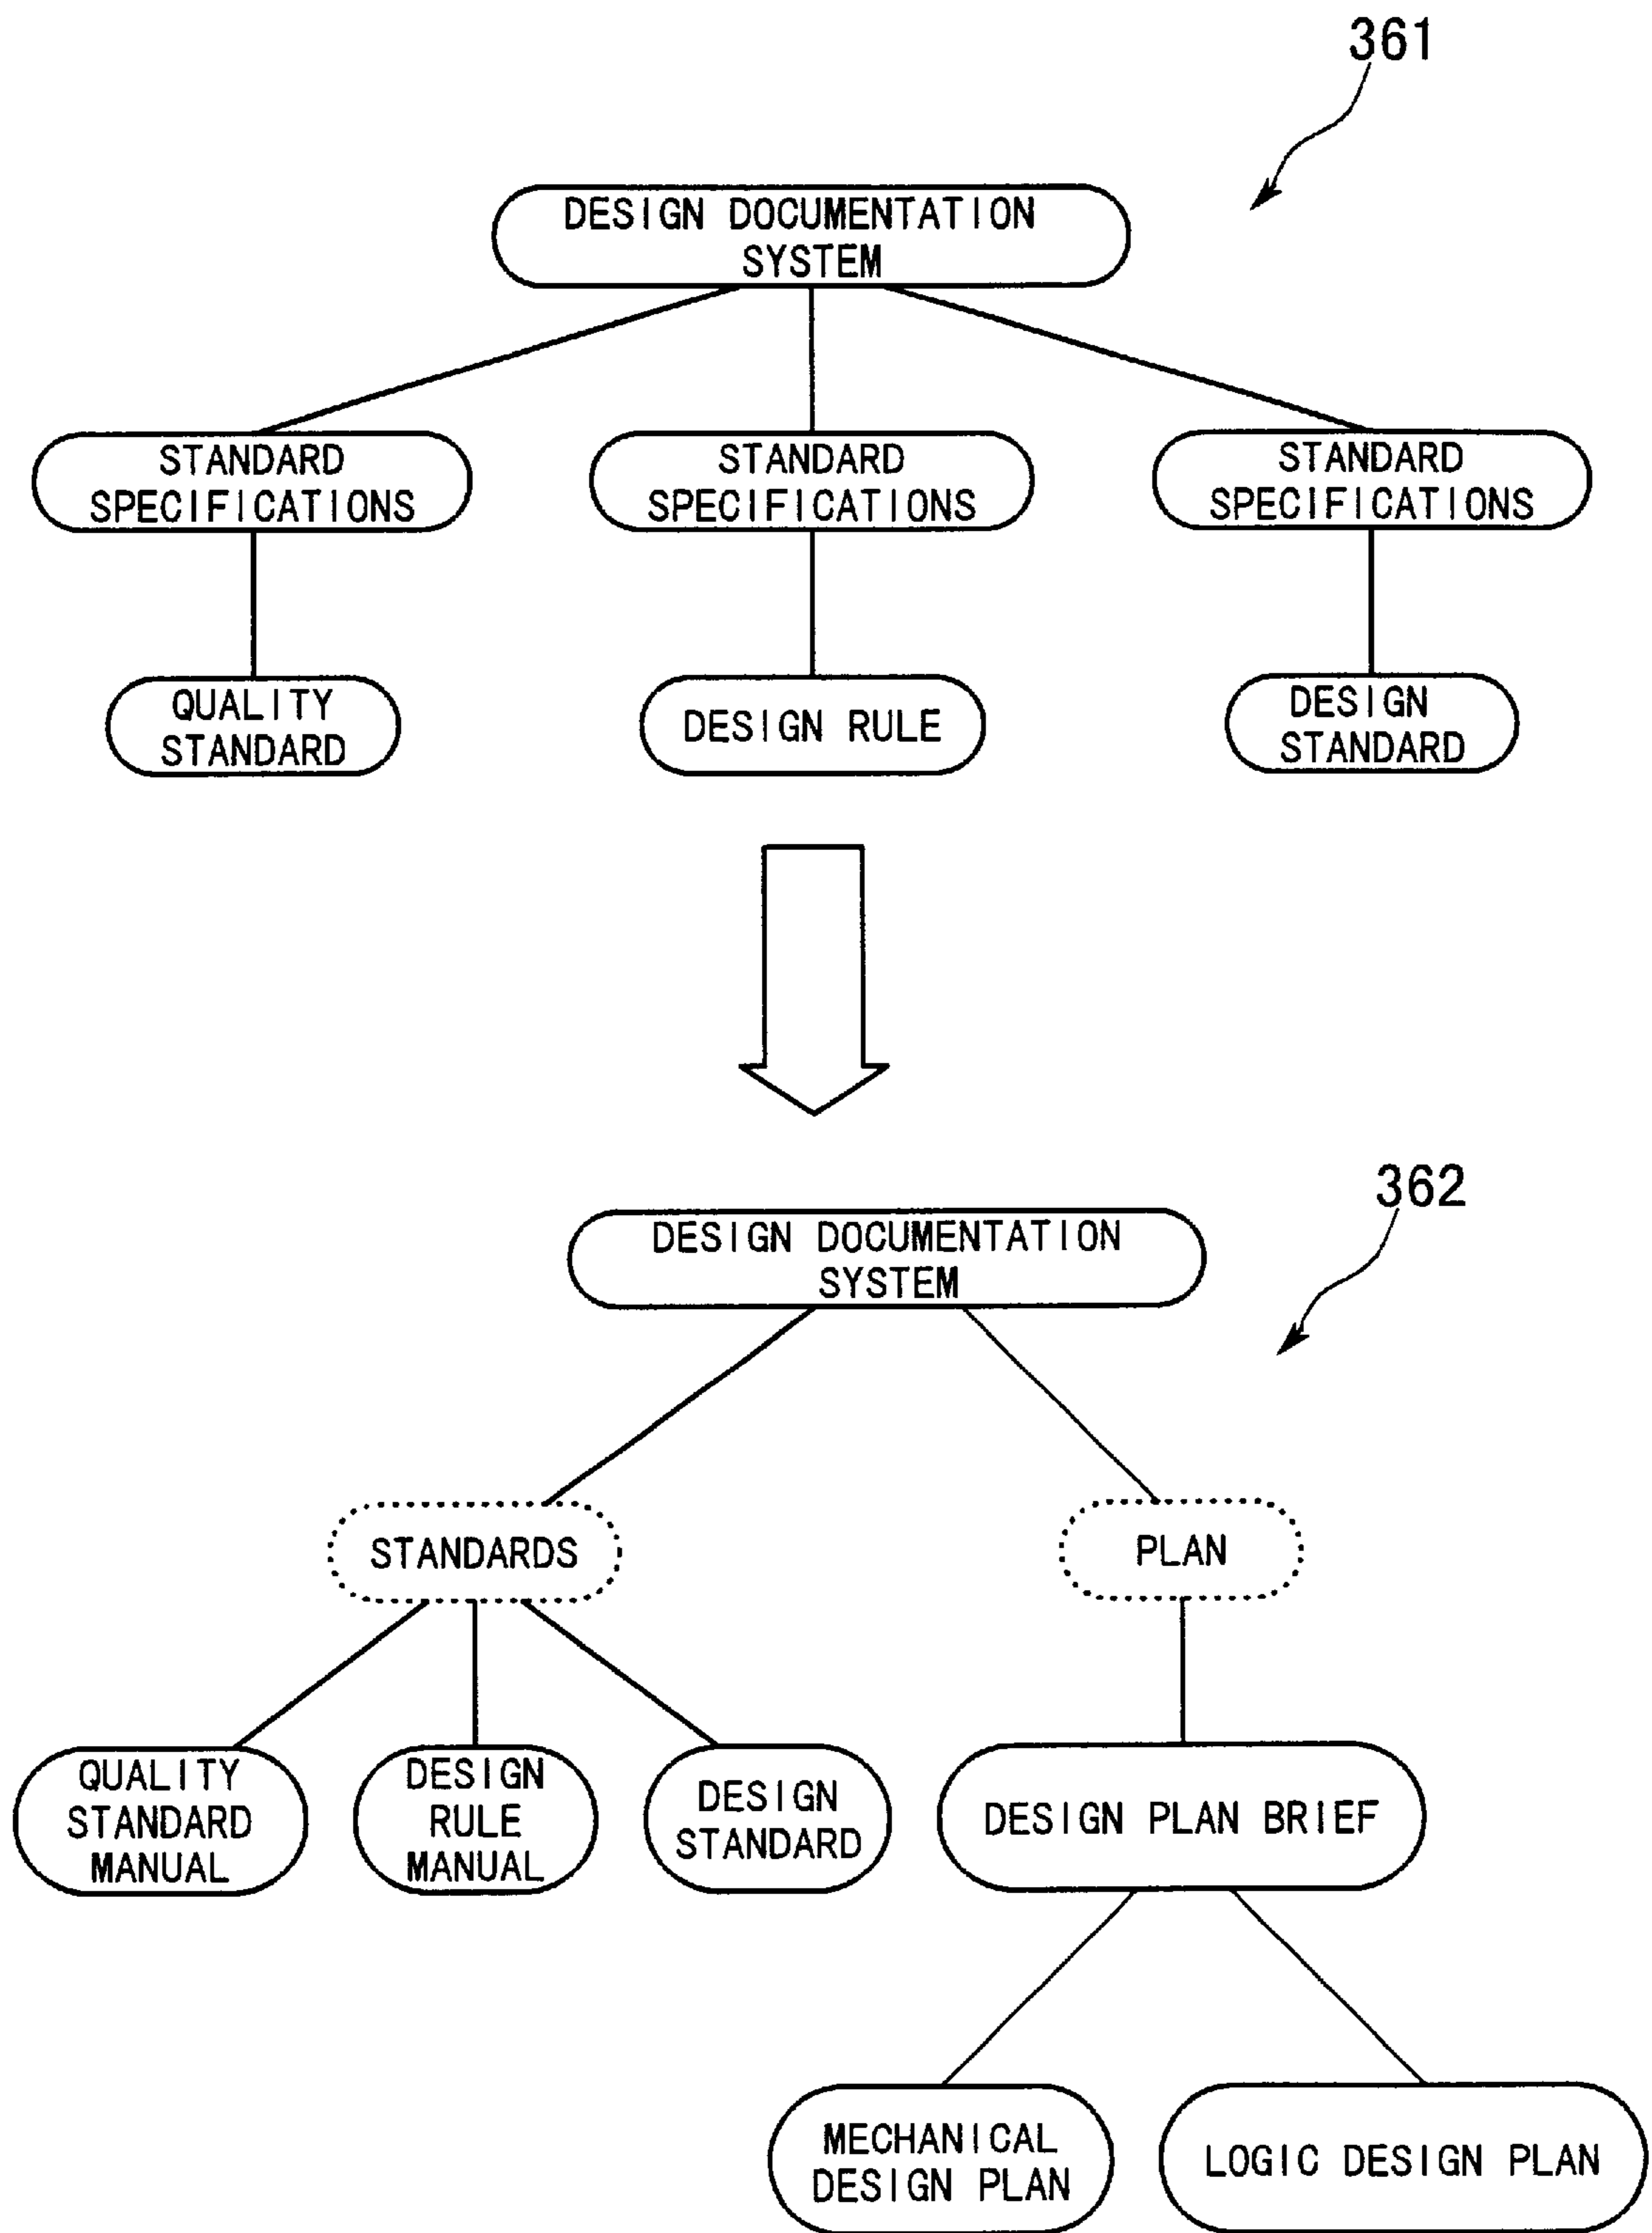 361
DESIGN DOCUMENTATION
SYSTEM
STANDARD
SPECIFICATIONS
STANDARD
SPECIFICATIONS
STANDARD
SPECIFICATIONS
QUALITY
STANDARD
DESIGN RULE
DESIGN
STANDARD
362
DESIGN DOCUMENTATION
SYSTEM
STANDARDS
PLAN
QUALITY
STANDARD
MANUAL
DESIGN
RULE
MANUAL
DESIGN
STANDARD
DESIGN PLAN BRIEF
MECHANICAL
DESIGN PLAN
LOGIC DESIGN PLAN